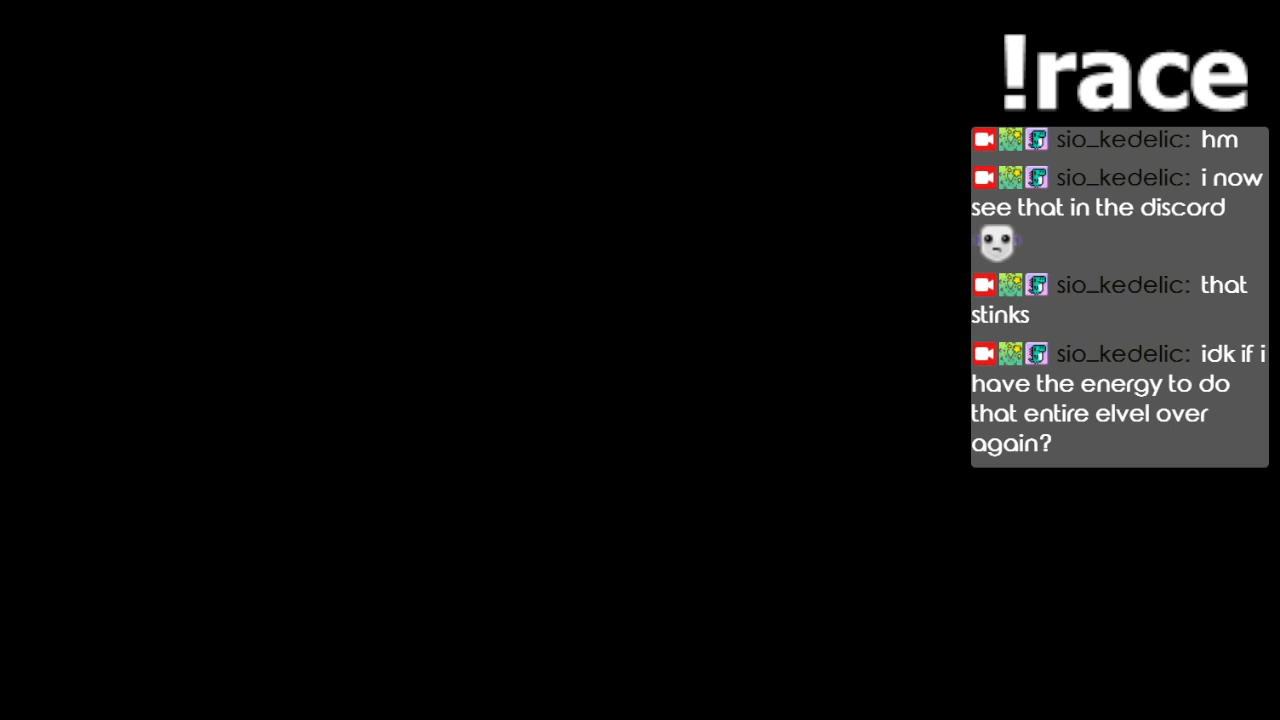 !race
sio_kedelic: hm
sio_kedelic: i now
see that in the discord
sio_kedelic: that
stinks
sio_kedelic: idk if i
have the energy to do
that entire elvel over
again?